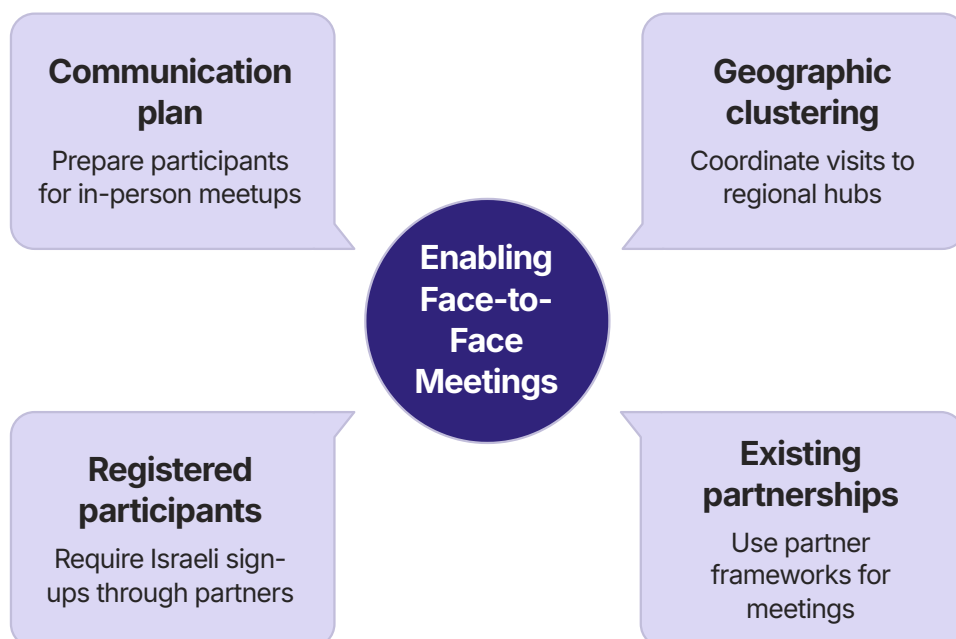 Communication
plan
Prepare participants
for in-person meetups
Geographic
clustering
Coordinate visits to
regional hubs
Enabling
Face-to-
Face
Meetings
Registered
participants
Require Israeli sign-
ups through partners
Existing
partnerships
Use partner
frameworks for
meetings